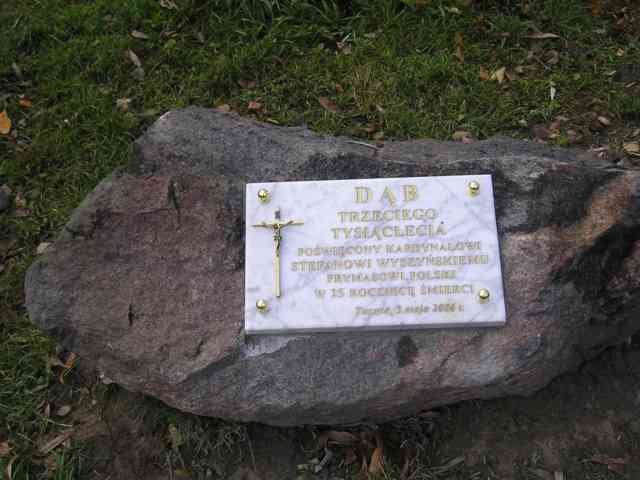 DĄB
TRZECIEGO
TYSIĄCLECIA
POŚWIĘCONY KARDYNAŁOWI
STEFANOWI WYSZYŃSKIEMU
PRYMASOWI POLSKI
W 25 ROCZNICĘ ŚMIERCI
3 maja 2006 r.